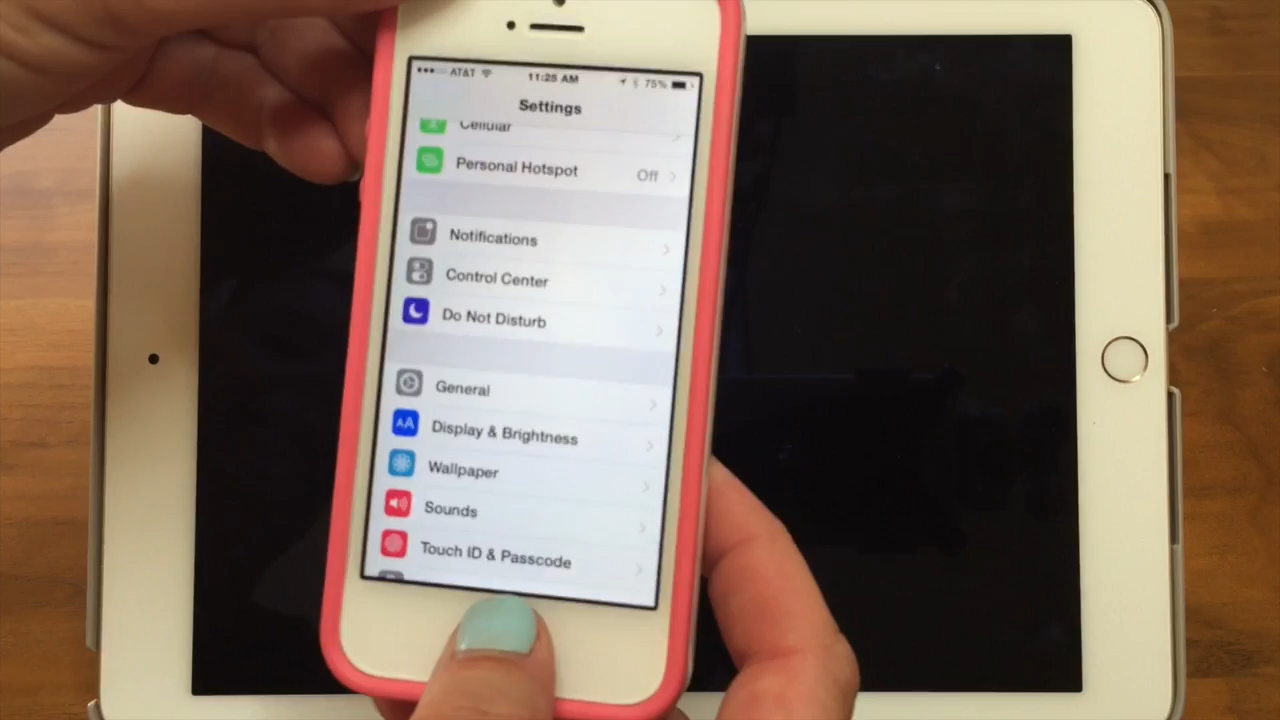 AT&T 11:25 AM 75%
Settings
Cellular
Personal Hotspot Off
Notifications
Control Center
Do Not Disturb
General
AA Display & Brightness
Wallpaper
Sounds
Touch ID & Passcode